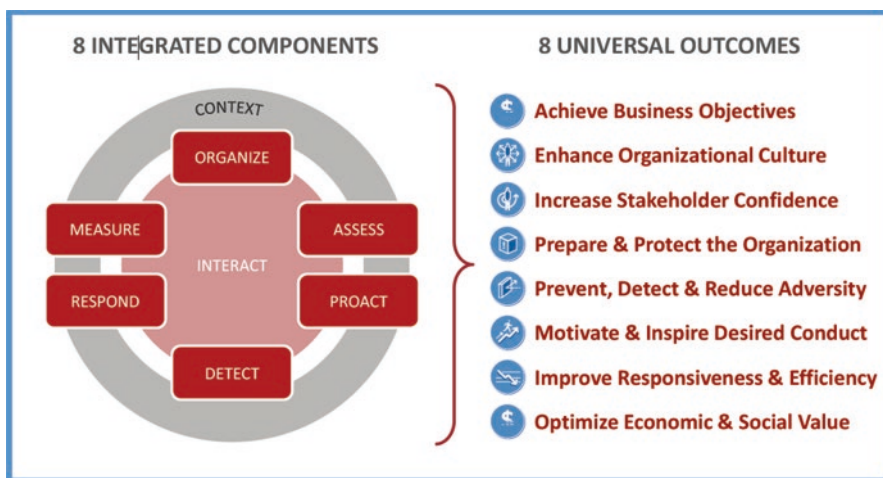 8 INTEGRATED COMPONENTS
CONTEXT
ORGANIZE
MEASURE
ASSESS
INTERACT
RESPOND
PROACT
DETECT
8 UNIVERSAL OUTCOMES
Achieve Business Objectives
Enhance Organizational Culture
Increase Stakeholder Confidence
Prepare & Protect the Organization
Prevent, Detect & Reduce Adversity
Motivate & Inspire Desired Conduct
Improve Responsiveness & Efficiency
Optimize Economic & Social Value